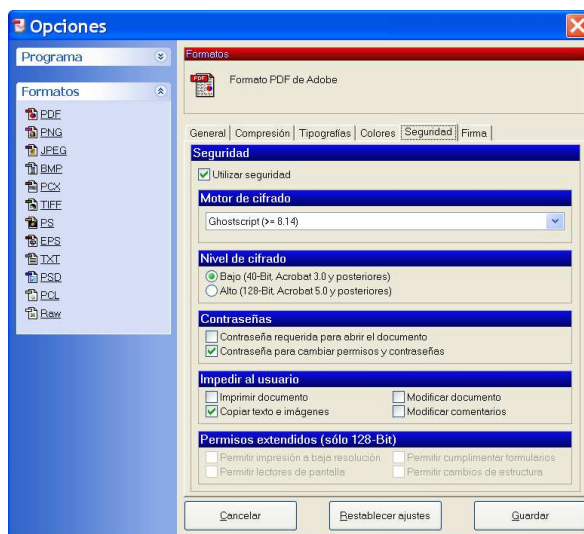 Opciones
Programa
Formatos
PDF
PNG
JPEG
BMP
PCX
TIFF
PS
EPS
TXT
PSD
PCL
Raw
Formatos
PDF
Formato PDF de Adobe
General Compresión Tipografías Colores Seguridad Firma
Seguridad
Utilizar seguridad
Motor de cifrado
Ghostscript (>= 8.14)
Nivel de cifrado
Bajo (40-Bit, Acrobat 3.0 y posteriores)
Alto (128-Bit, Acrobat 5.0 y posteriores)
Contraseñas
Contraseña requerida para abrir el documento
Contraseña para cambiar permisos y contraseñas
Impedir al usuario
Imprimir documento Modificar documento
Copiar texto e imágenes Modificar comentarios
Permisos extendidos (sólo 128-Bit)
Permitir impresión a baja resolución Permitir cumplimentar formularios
Permitir lectores de pantalla Permitir cambios de estructura
Cancelar Restablecer ajustes Guardar